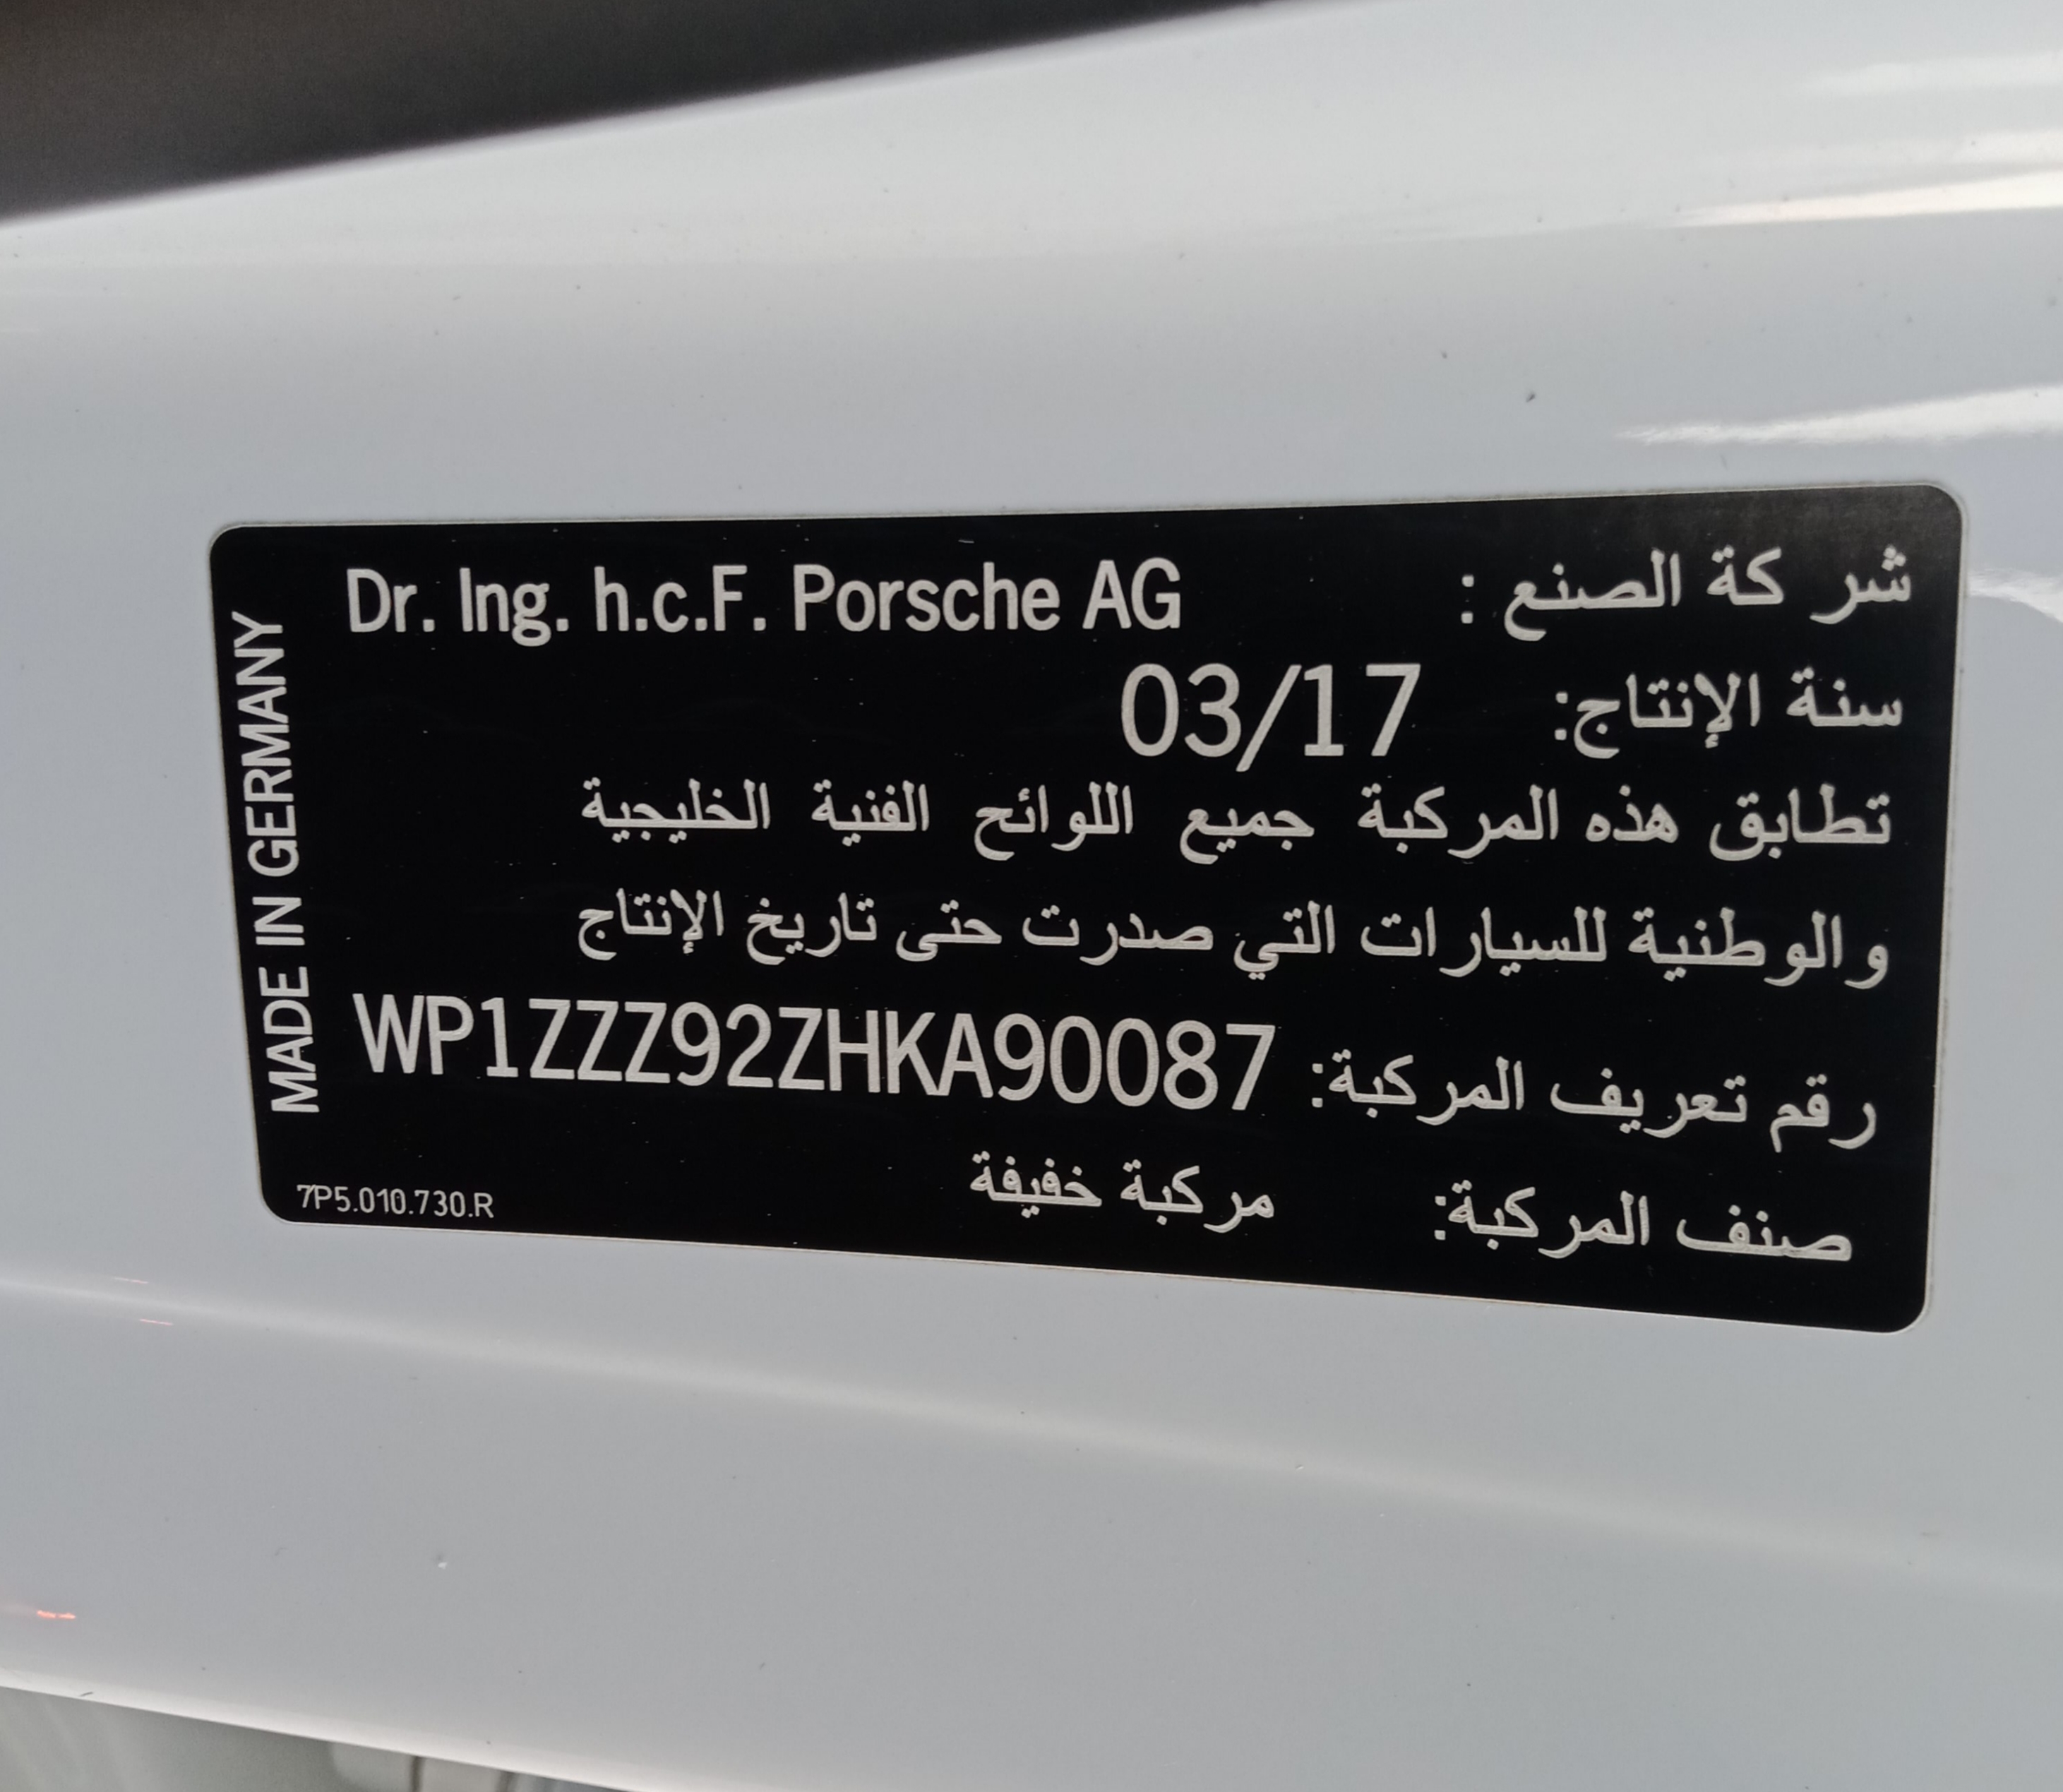 شركة الصنع : Dr. Ing. h.c.F. Porsche AG
سنة الإنتاج: 03/17
تطابق هذه المركبة جميع اللوائح الفنية الخليجية
والوطنية للسيارات التي صدرت حتى تاريخ الإنتاج
رقم تعريف المركبة: WP1ZZZ92ZHKA90087
صنف المركبة: مركبة خفيفة
7P5.010.730.R
MADE IN GERMANY